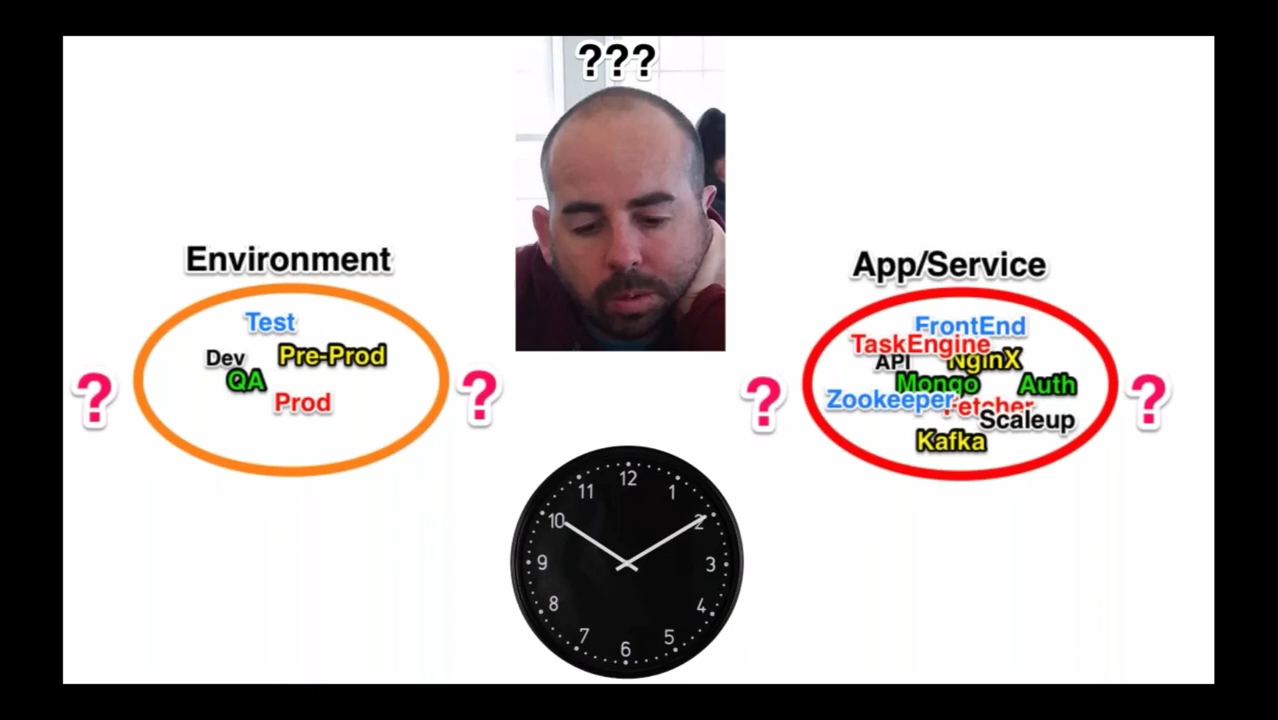 ???
Environment
Test
Dev
Pre-Prod
QA
Prod
?
?
App/Service
FrontEnd
TaskEngine
API
NginX
Mongo
Auth
Zookeeper
Fetcher
Scaleup
Kafka
?
?
12
1
2
3
4
5
6
7
8
9
10
11